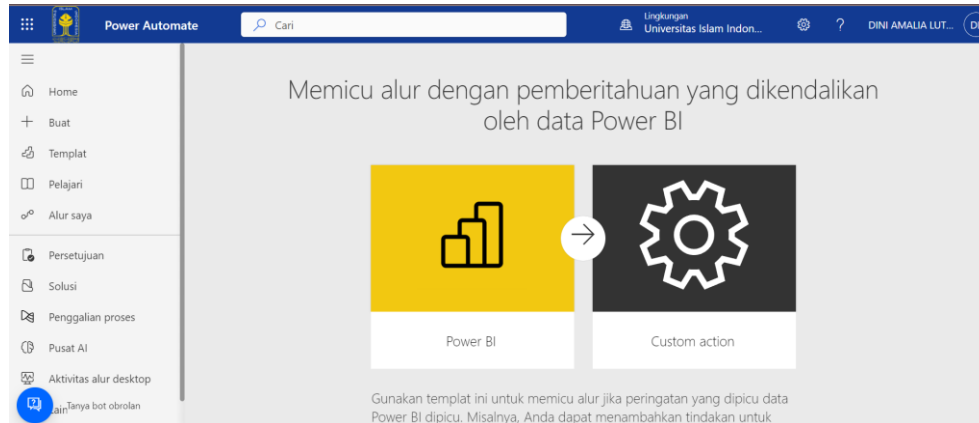 Power Automate
Cari
Lingkungan
Universitas Islam Indon...
?
DINI AMALIA LUT...
Home
Buat
Templat
Pelajari
Alur saya
Persetujuan
Solusi
Penggalian proses
Pusat AI
Aktivitas alur desktop
Tanya bot obrolan
Memicu alur dengan pemberitahuan yang dikendalikan
oleh data Power BI
Power BI
Custom action
Gunakan templat ini untuk memicu alur jika peringatan yang dipicu data
Power BI dipicu. Misalnya, Anda dapat menambahkan tindakan untuk